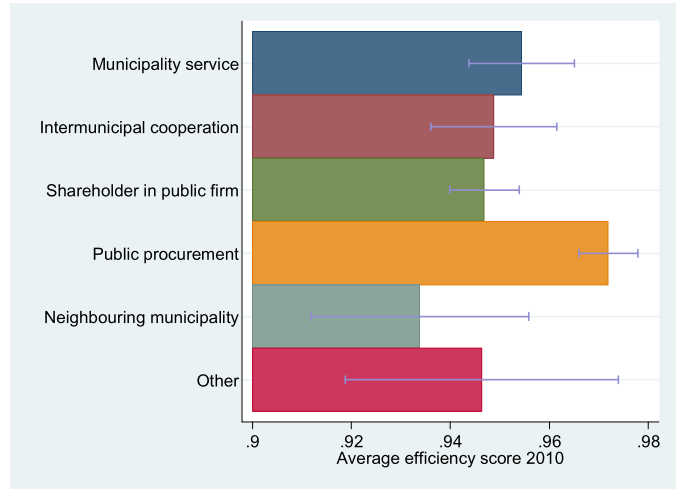 Municipality service
Intermunicipal cooperation
Shareholder in public firm
Public procurement
Neighbouring municipality
Other
.9 .92 .94 .96 .98
Average efficiency score 2010